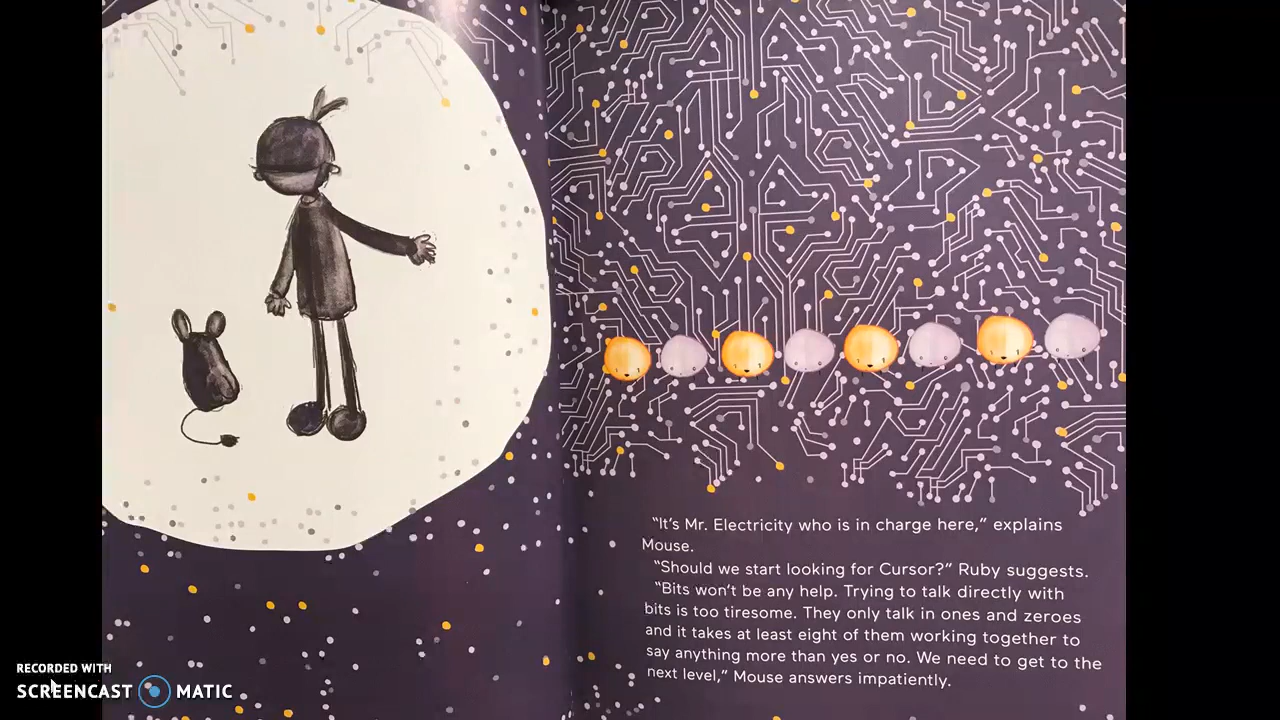 “It’s Mr. Electricity who is in charge here,” explains
Mouse.
“Should we start looking for Cursor?” Ruby suggests.
“Bits won’t be any help. Trying to talk directly with
bits is too tiresome. They only talk in ones and zeroes
and it takes at least eight of them working together to
say anything more than yes or no. We need to get to the
next level,” Mouse answers impatiently.
RECORDED WITH
SCREENCAST MATIC